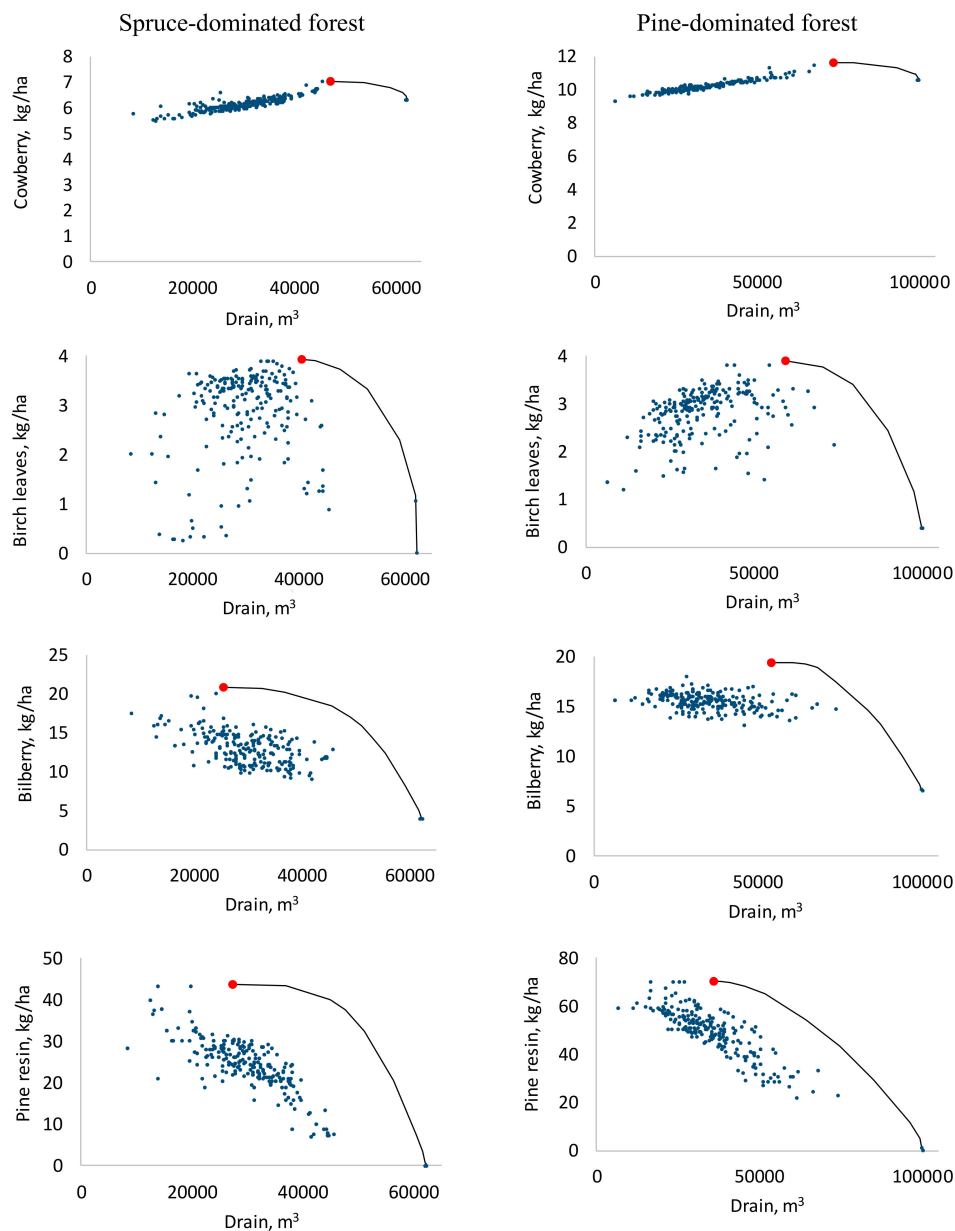 Spruce-dominated forest
Pine-dominated forest
Cowberry, kg/ha
8
7
6
5
4
3
2
1
0
0 20000 40000 60000
Drain, m³
Cowberry, kg/ha
12
10
8
6
4
2
0
0 50000 100000
Drain, m³
Birch leaves, kg/ha
4
3
2
1
0
0 20000 40000 60000
Drain, m³
Birch leaves, kg/ha
4
3
2
1
0
0 50000 100000
Drain, m³
Bilberry, kg/ha
25
20
15
10
5
0
0 20000 40000 60000
Drain, m³
Bilberry, kg/ha
20
15
10
5
0
0 50000 100000
Drain, m³
Pine resin, kg/ha
50
40
30
20
10
0
0 20000 40000 60000
Drain, m³
Pine resin, kg/ha
80
60
40
20
0
0 50000 100000
Drain, m³